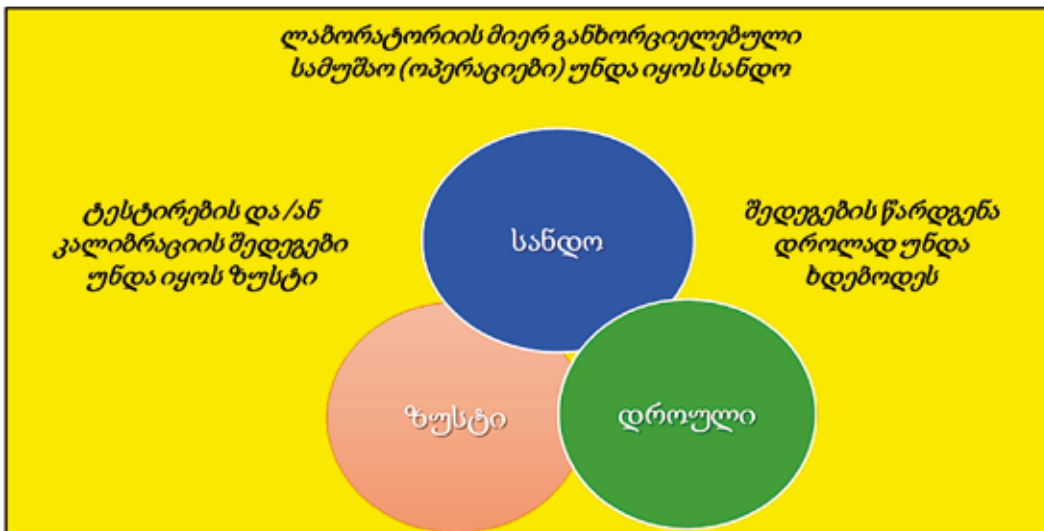 ლაბორატორიის მიერ განხორციელებული
სამუშაო (ოპერაციები) უნდა იყოს სანდო
ტესტირების და /ან
კალიბრაციის შედეგები
უნდა იყოს ზუსტი
შედეგების წარდგენა
დროლად უნდა
ხდებოდეს
სანდო
ზუსტი
დროული